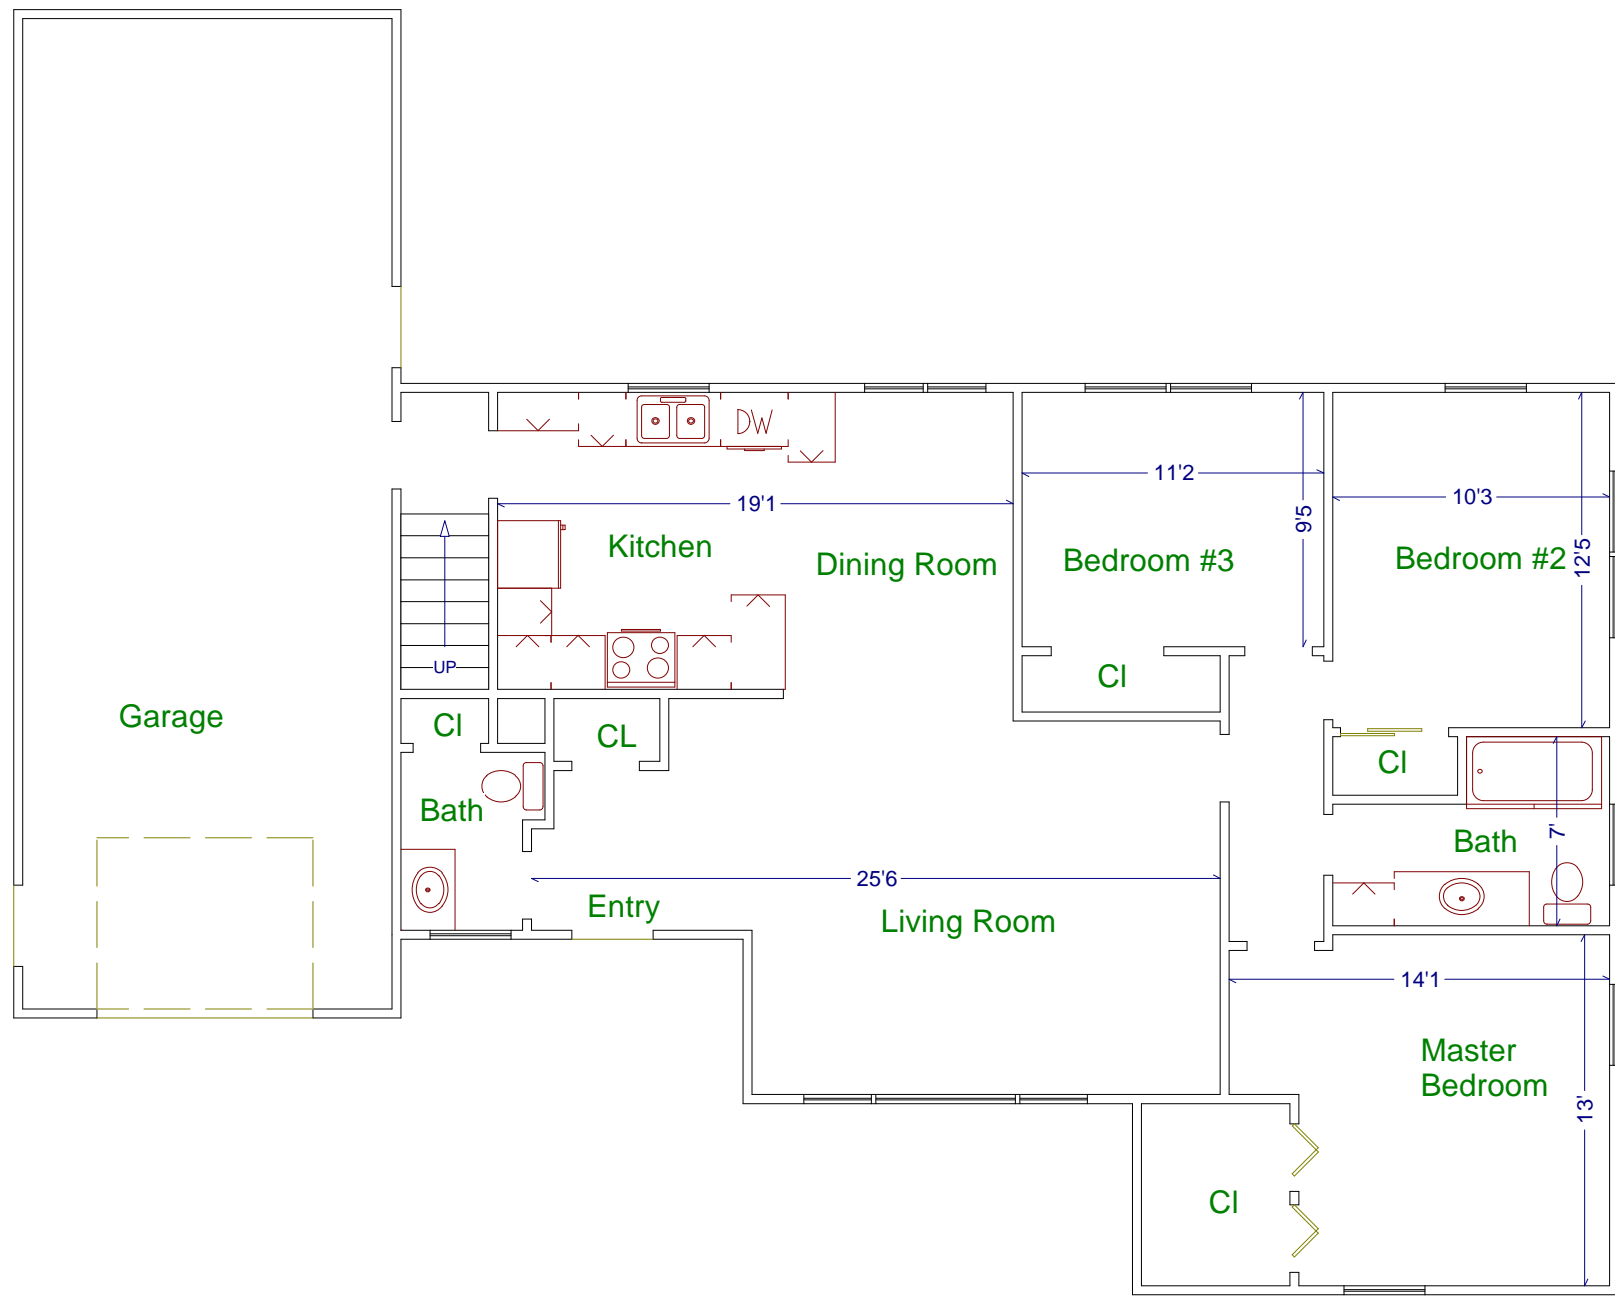 DW
11'2
10'3
19'1
9'5
Kitchen
Dining Room
Bedroom #3
Bedroom #2
12'5
UP
Cl
Garage
Cl
CL
Cl
Bath
7'
Bath
25'6
Entry
Living Room
14'1
Master
Bedroom
13'
Cl